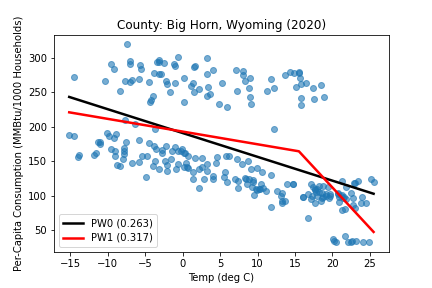 County: Big Horn, Wyoming (2020)
Per-Capita Consumption (MMBtu/1000 Households)
300
250
200
150
100
50
PW0 (0.263)
PW1 (0.317)
−15 −10 −5 0 5 10 15 20 25
Temp (deg C)